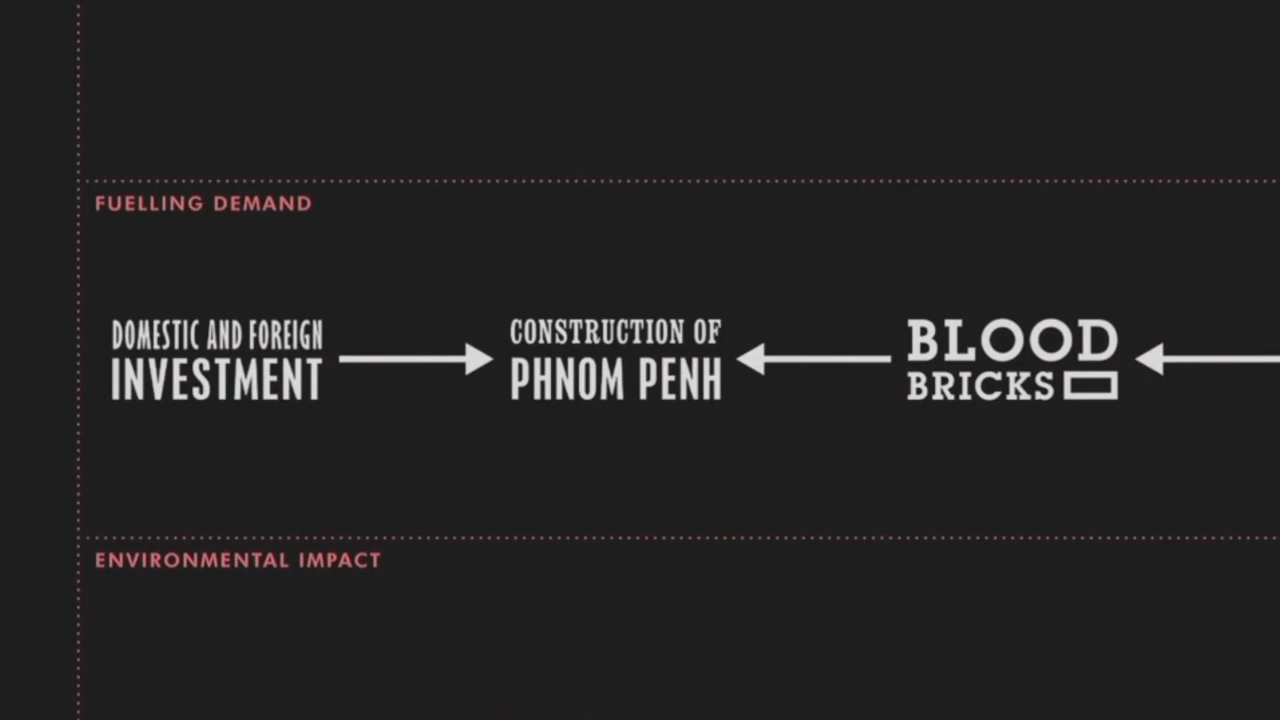 FUELLING DEMAND
DOMESTIC AND FOREIGN
INVESTMENT
CONSTRUCTION OF
PHNOM PENH
BLOOD
BRICKS
ENVIRONMENTAL IMPACT